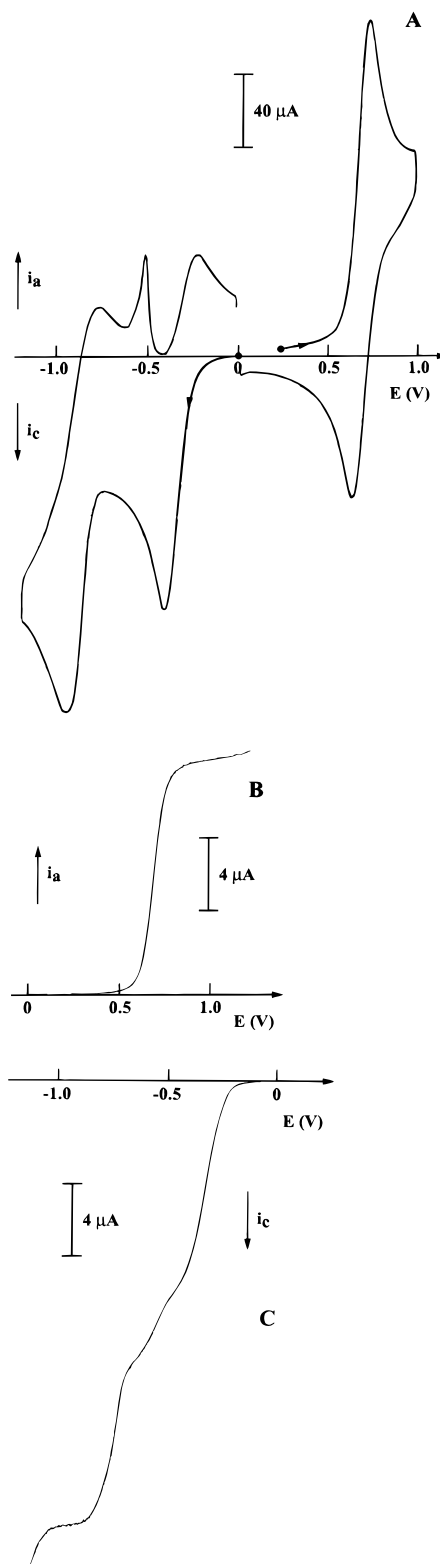 A
40 μA
i_a
-1.0 -0.5 0 0.5 1.0
E (V)
i_c
B
i_a
4 μA
0 0.5 1.0
E (V)
-1.0 -0.5 0
E (V)
4 μA
i_c
C